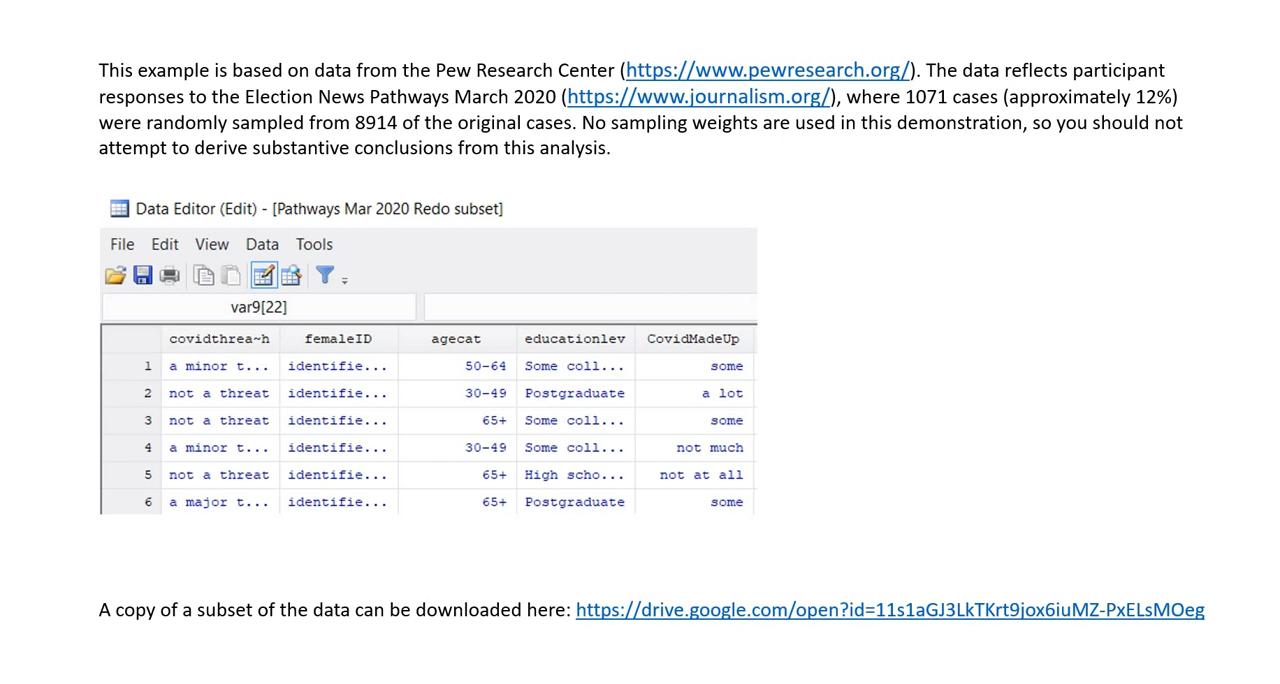 This example is based on data from the Pew Research Center (https://www.pewresearch.org/). The data reflects participant
responses to the Election News Pathways March 2020 (https://www.journalism.org/), where 1071 cases (approximately 12%)
were randomly sampled from 8914 of the original cases. No sampling weights are used in this demonstration, so you should not
attempt to derive substantive conclusions from this analysis.
Data Editor (Edit) - [Pathways Mar 2020 Redo subset]
File Edit View Data Tools
var9[22]
covidthrea~h femaleID agecat educationlev CovidMadeUp
1 a minor t... identifie... 50-64 Some coll... some
2 not a threat identifie... 30-49 Postgraduate a lot
3 not a threat identifie... 65+ Some coll... some
4 a minor t... identifie... 30-49 Some coll... not much
5 not a threat identifie... 65+ High scho... not at all
6 a major t... identifie... 65+ Postgraduate some
A copy of a subset of the data can be downloaded here: https://drive.google.com/open?id=11s1aGJ3LkTKrt9jox6iuMZ-PxELsMOeg